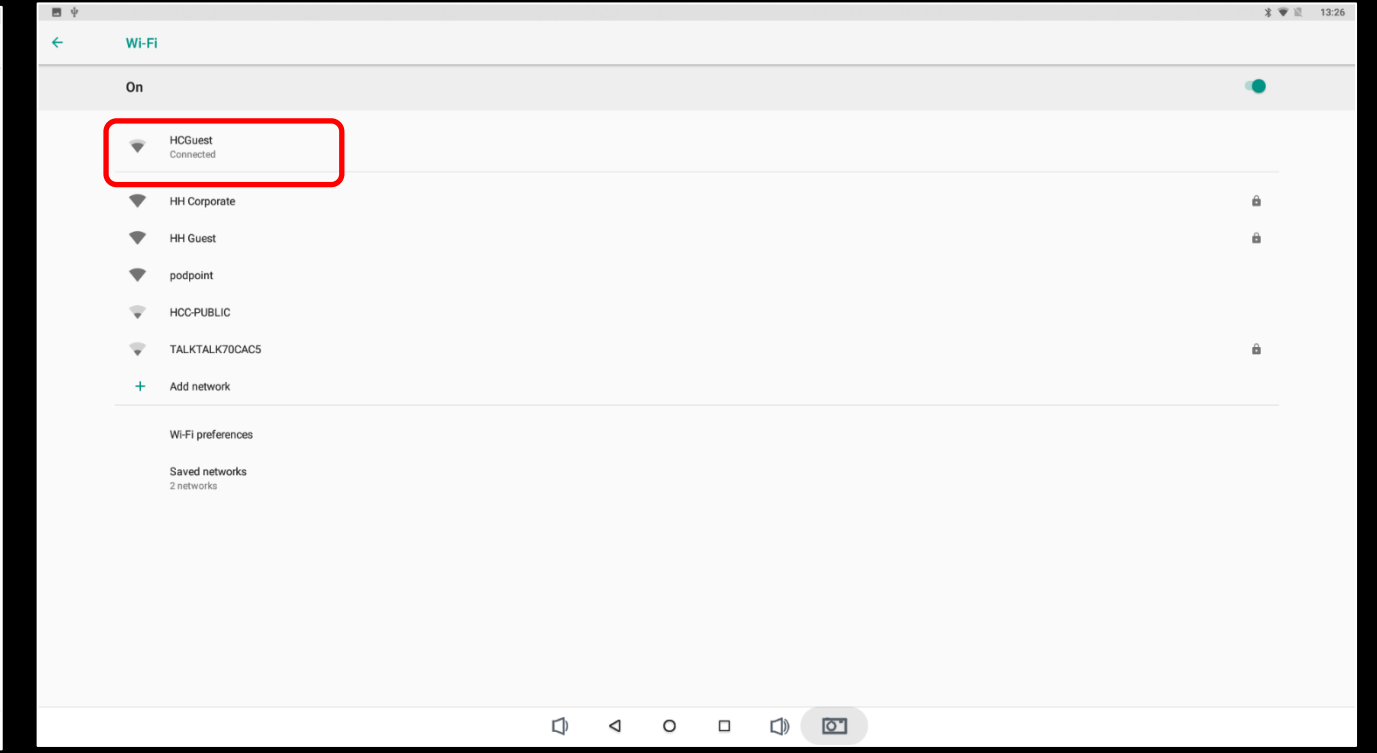 13:26
Wi-Fi
On
HCGuest
Connected
HH Corporate
HH Guest
podpoint
HCC-PUBLIC
TALKTALK70CAC5
Add network
Wi-Fi preferences
Saved networks
2 networks